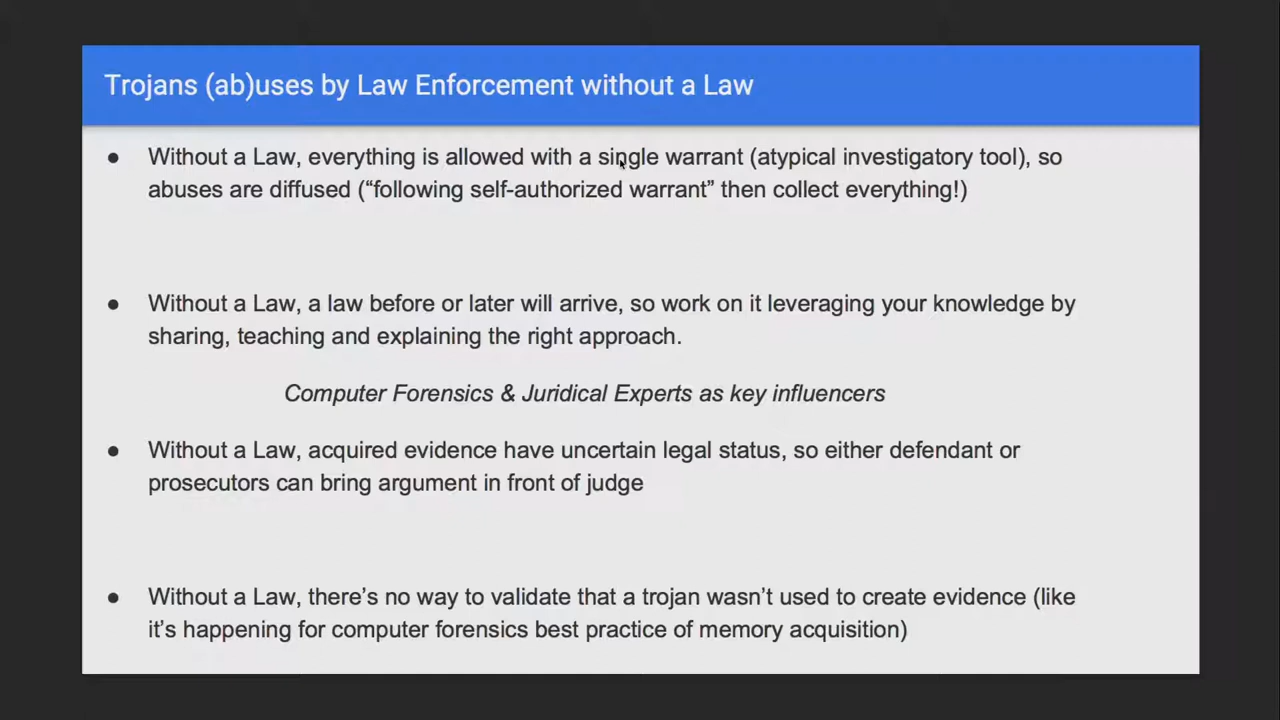 Trojans (ab)uses by Law Enforcement without a Law
● Without a Law, everything is allowed with a single warrant (atypical investigatory tool), so
abuses are diffused (“following self-authorized warrant” then collect everything!)
● Without a Law, a law before or later will arrive, so work on it leveraging your knowledge by
sharing, teaching and explaining the right approach.
Computer Forensics & Juridical Experts as key influencers
● Without a Law, acquired evidence have uncertain legal status, so either defendant or
prosecutors can bring argument in front of judge
● Without a Law, there’s no way to validate that a trojan wasn’t used to create evidence (like
it’s happening for computer forensics best practice of memory acquisition)